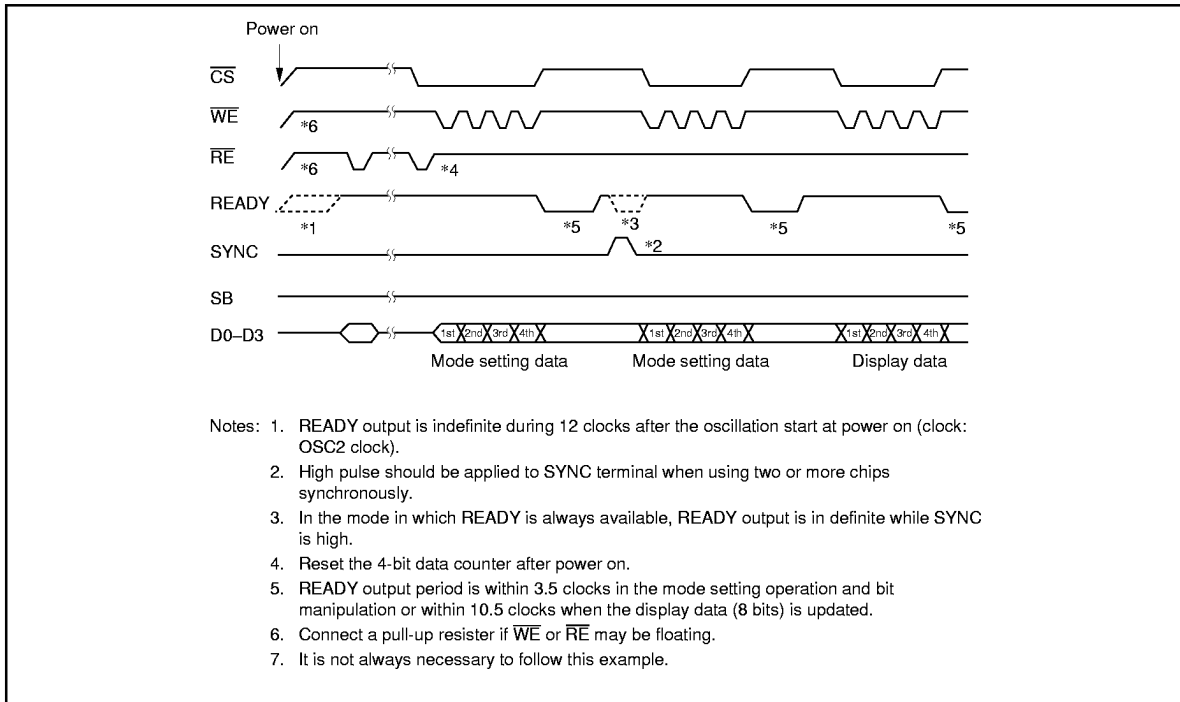 Power on
C̅S̅
W̅E̅ *6
R̅E̅ *6 *4
READY *1 *5 *3 *5 *5
SYNC *2
SB
D0–D3 1st 2nd 3rd 4th 1st 2nd 3rd 4th 1st 2nd 3rd 4th
Mode setting data Mode setting data Display data
Notes: 1. READY output is indefinite during 12 clocks after the oscillation start at power on (clock:
OSC2 clock).
2. High pulse should be applied to SYNC terminal when using two or more chips
synchronously.
3. In the mode in which READY is always available, READY output is in definite while SYNC
is high.
4. Reset the 4-bit data counter after power on.
5. READY output period is within 3.5 clocks in the mode setting operation and bit
manipulation or within 10.5 clocks when the display data (8 bits) is updated.
6. Connect a pull-up resister if W̅E̅ or R̅E̅ may be floating.
7. It is not always necessary to follow this example.